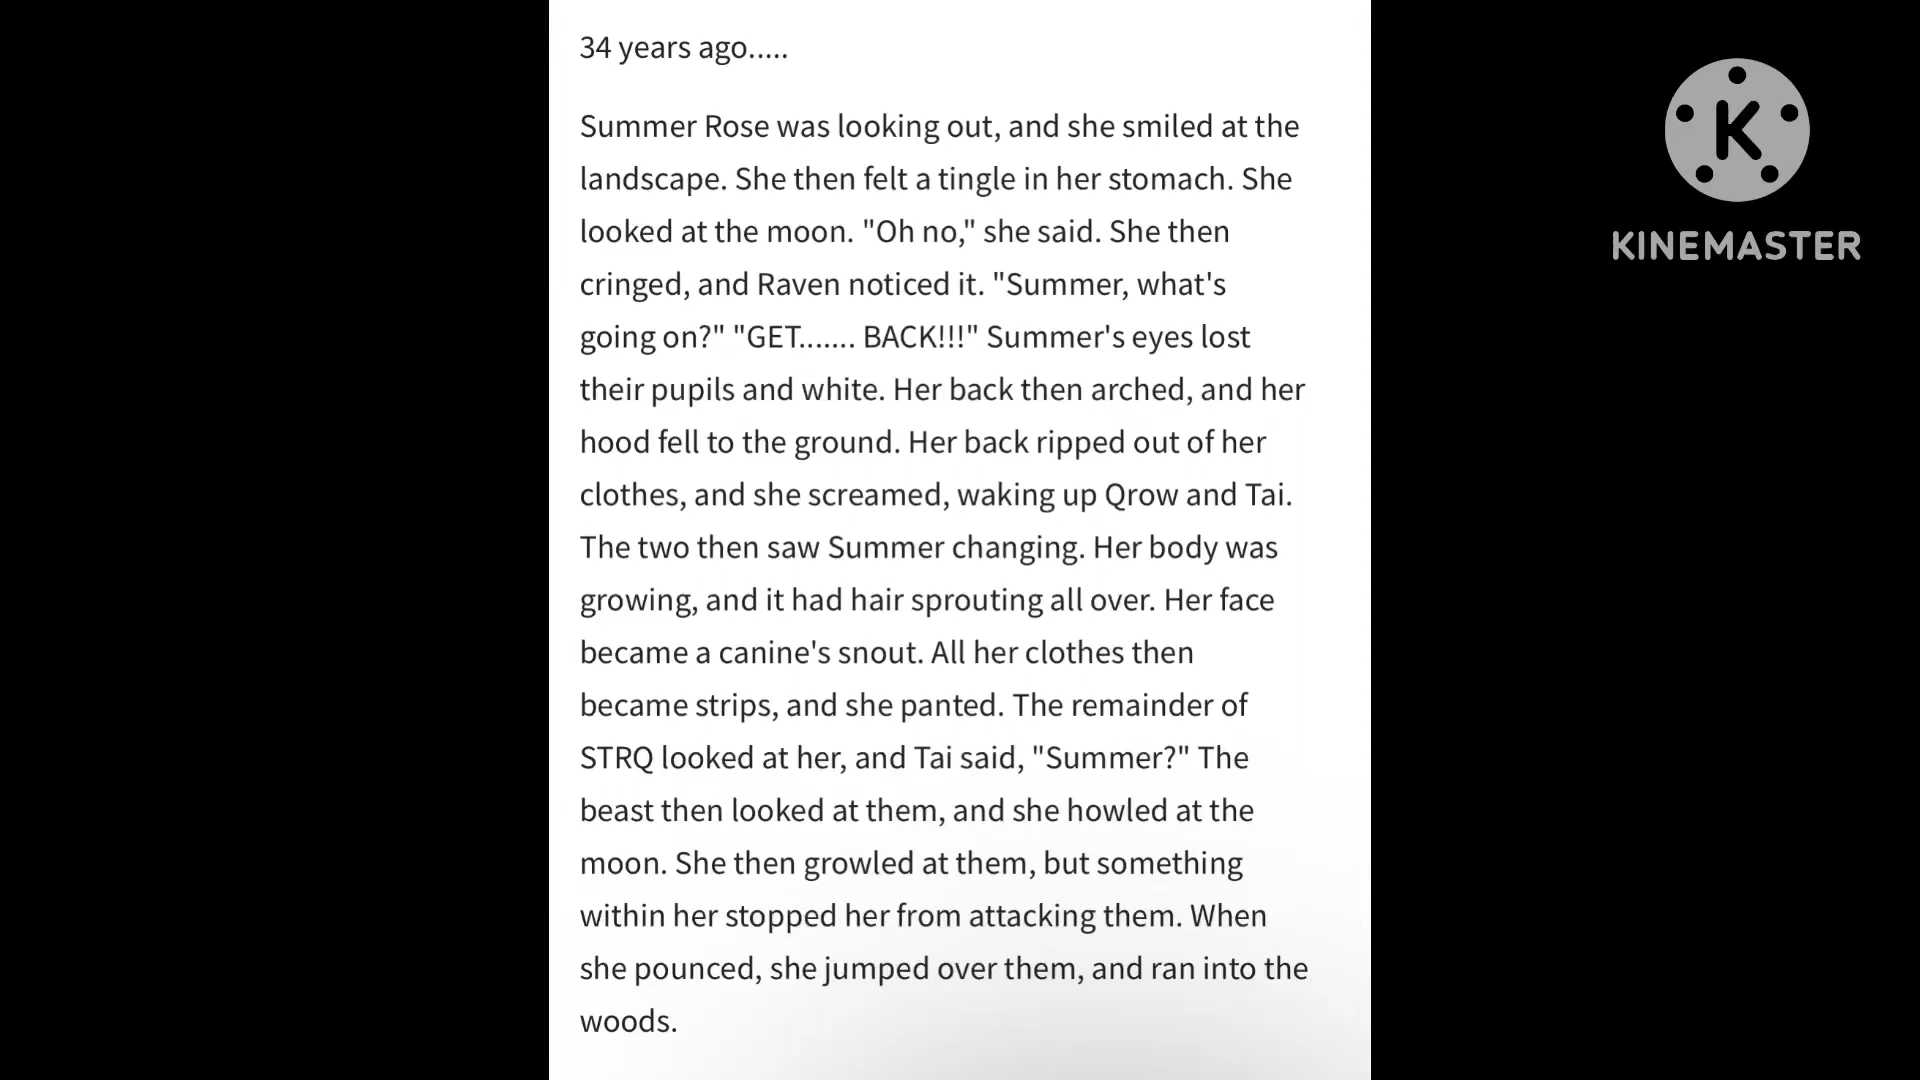 34 years ago.....
Summer Rose was looking out, and she smiled at the
landscape. She then felt a tingle in her stomach. She
looked at the moon. "Oh no," she said. She then
cringed, and Raven noticed it. "Summer, what's
going on?" "GET....... BACK!!!" Summer's eyes lost
their pupils and white. Her back then arched, and her
hood fell to the ground. Her back ripped out of her
clothes, and she screamed, waking up Qrow and Tai.
The two then saw Summer changing. Her body was
growing, and it had hair sprouting all over. Her face
became a canine's snout. All her clothes then
became strips, and she panted. The remainder of
STRQ looked at her, and Tai said, "Summer?" The
beast then looked at them, and she howled at the
moon. She then growled at them, but something
within her stopped her from attacking them. When
she pounced, she jumped over them, and ran into the
woods.
K
KINEMASTER